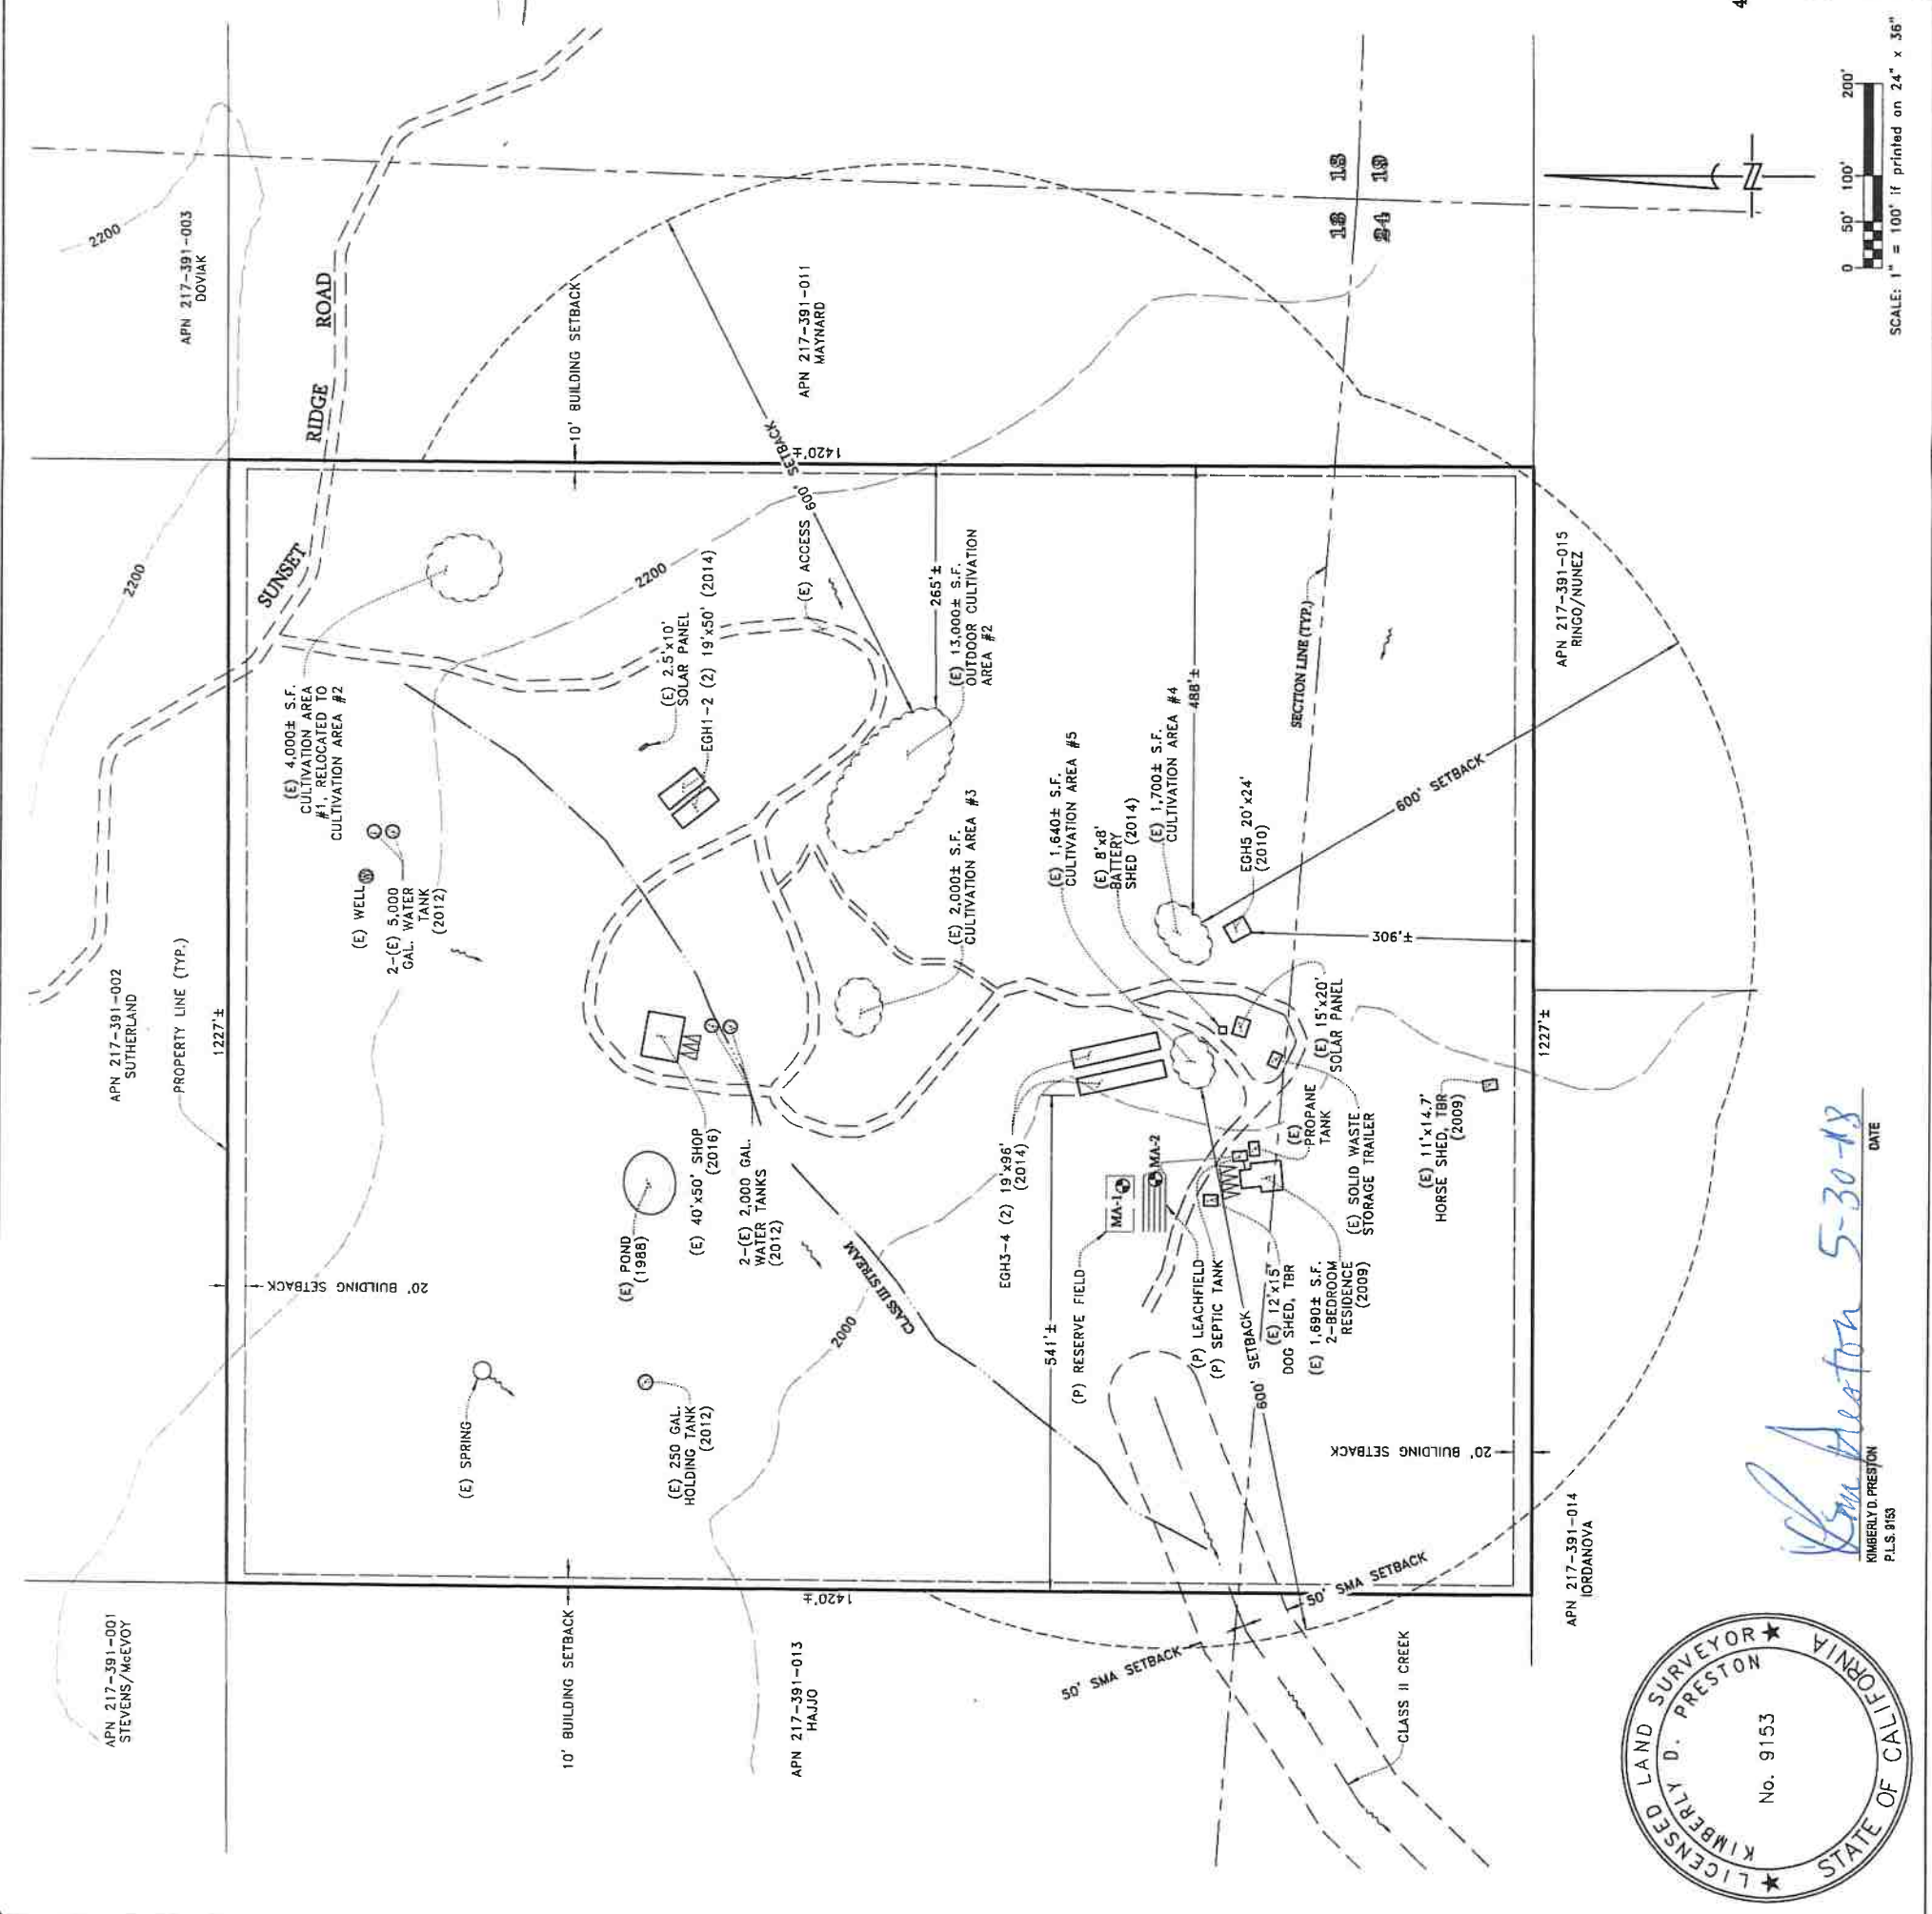 APN 217-391-001
STEVENS/McEVOY
APN 217-391-002
SUTHERLAND
APN 217-391-003
DOVIAK
2200
2200
PROPERTY LINE (TYP.)
1227'±
SUNSET
RIDGE
ROAD
20' BUILDING SETBACK
(E) 4,000± S.F.
CULTIVATION AREA
#1, RELOCATED TO
CULTIVATION AREA #2
(E) WELL
W
2-(E) 5,000
GAL. WATER
TANK
(2012)
(E) SPRING
10' BUILDING SETBACK
10' BUILDING SETBACK
2200
(E) POND
(1988)
(E) 250 GAL.
HOLDING TANK
(2012)
(E) 40'x50' SHOP
(2016)
2-(E) 2,000 GAL.
WATER TANKS
(2012)
(E) 2.5'x10'
SOLAR PANEL
EGH1-2 (2) 19'x50' (2014)
600' SETBACK
1420'±
1420'±
APN 217-391-013
HAJJO
APN 217-391-011
MAYNARD
(E) ACCESS
CLASS III STREAM
2000
265'±
(E) 13,000± S.F.
OUTDOOR CULTIVATION
AREA #2
(E) 2,000± S.F.
CULTIVATION AREA #3
EGH3-4 (2) 19'x96'
(2014)
541'±
(E) 1,640± S.F.
CULTIVATION AREA #5
(E) 8'x8'
BATTERY
SHED (2014)
(E) 1,700± S.F.
CULTIVATION AREA #4
488'±
EGH5 20'x24'
(2010)
(P) RESERVE FIELD
MA-1
MA-2
(P) LEACHFIELD
(P) SEPTIC TANK
600' SETBACK
(E) 12'x15'
DOG SHED, TBR
(E) 1,690± S.F.
2-BEDROOM
RESIDENCE
(2009)
(E)
PROPANE
TANK
(E) SOLID WASTE
STORAGE TRAILER
(E) 15'x20'
SOLAR PANEL
SECTION LINE (TYP.)
306'±
600' SETBACK
(E) 11'x14.7'
HORSE SHED, TBR
(2009)
13 18
24 19
50' SMA SETBACK
50' SMA SETBACK
CLASS II CREEK
20' BUILDING SETBACK
1227'±
APN 217-391-014
IORDANOVA
APN 217-391-015
RINGO/NUNEZ
LICENSED LAND SURVEYOR
KIMBERLY D. PRESTON
No. 9153
STATE OF CALIFORNIA
Kim Preston 5-30-18
KIMBERLY D. PRESTON
P.L.S. 9153
DATE
0 50' 100' 200'
SCALE: 1" = 100' if printed on 24" x 36"